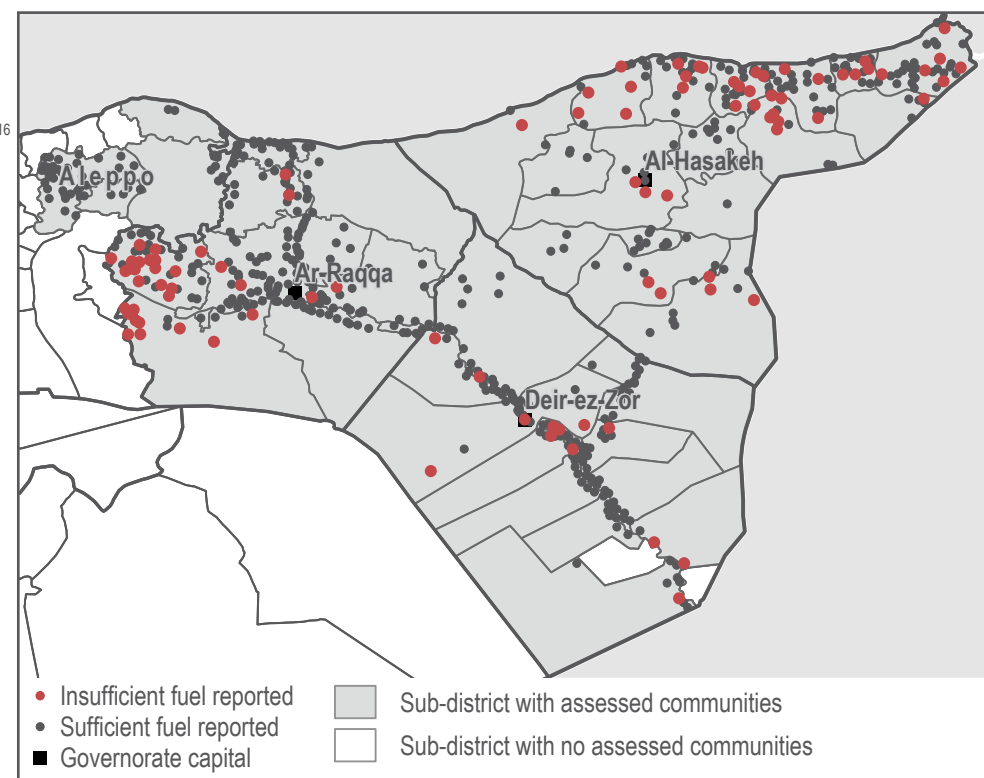 16
Al-Hasakeh
Aleppo
Ar-Raqqa
Deir-ez-Zor
Insufficient fuel reported
Sufficient fuel reported
Governorate capital
Sub-district with assessed communities
Sub-district with no assessed communities